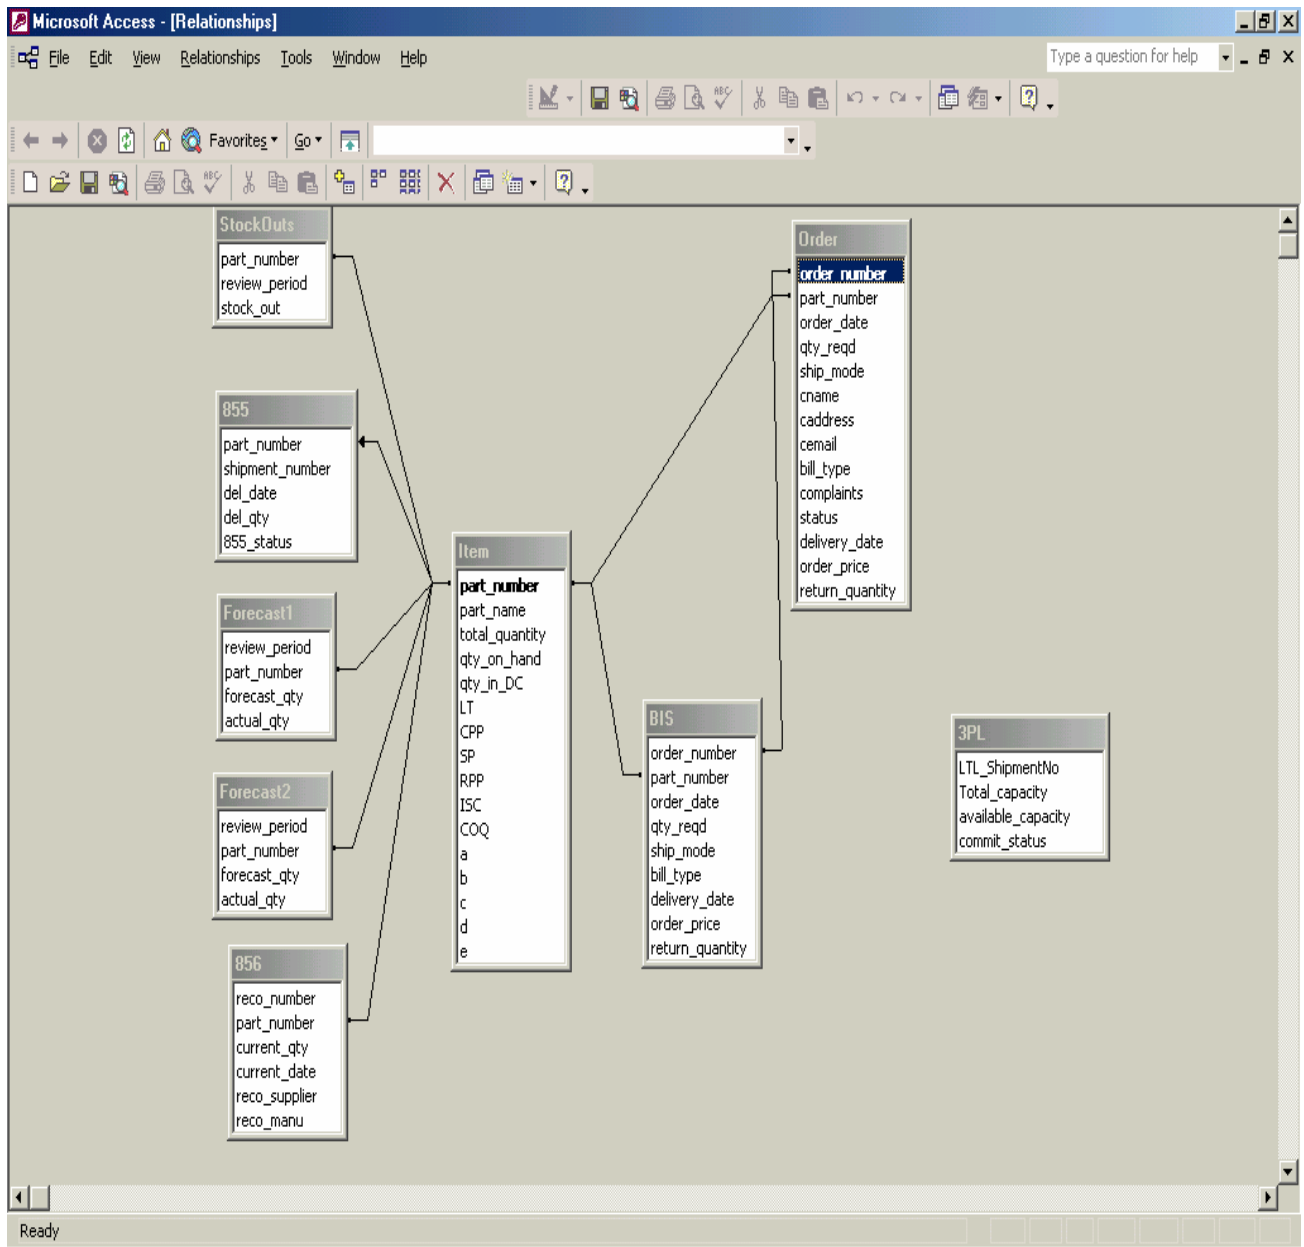 Microsoft Access - [Relationships]
File Edit View Relationships Tools Window Help
Type a question for help
Favorites Go
StockOuts
part_number
review_period
stock_out
855
part_number
shipment_number
del_date
del_qty
855_status
Forecast1
review_period
part_number
forecast_qty
actual_qty
Forecast2
review_period
part_number
forecast_qty
actual_qty
856
reco_number
part_number
current_qty
current_date
reco_supplier
reco_manu
Item
part_number
part_name
total_quantity
qty_on_hand
qty_in_DC
LT
CPP
SP
RPP
ISC
COQ
a
b
c
d
e
BIS
order_number
part_number
order_date
qty_reqd
ship_mode
bill_type
delivery_date
order_price
return_quantity
Order
order_number
part_number
order_date
qty_reqd
ship_mode
cname
caddress
cemail
bill_type
complaints
status
delivery_date
order_price
return_quantity
3PL
LTL_ShipmentNo
Total_capacity
available_capacity
commit_status
Ready